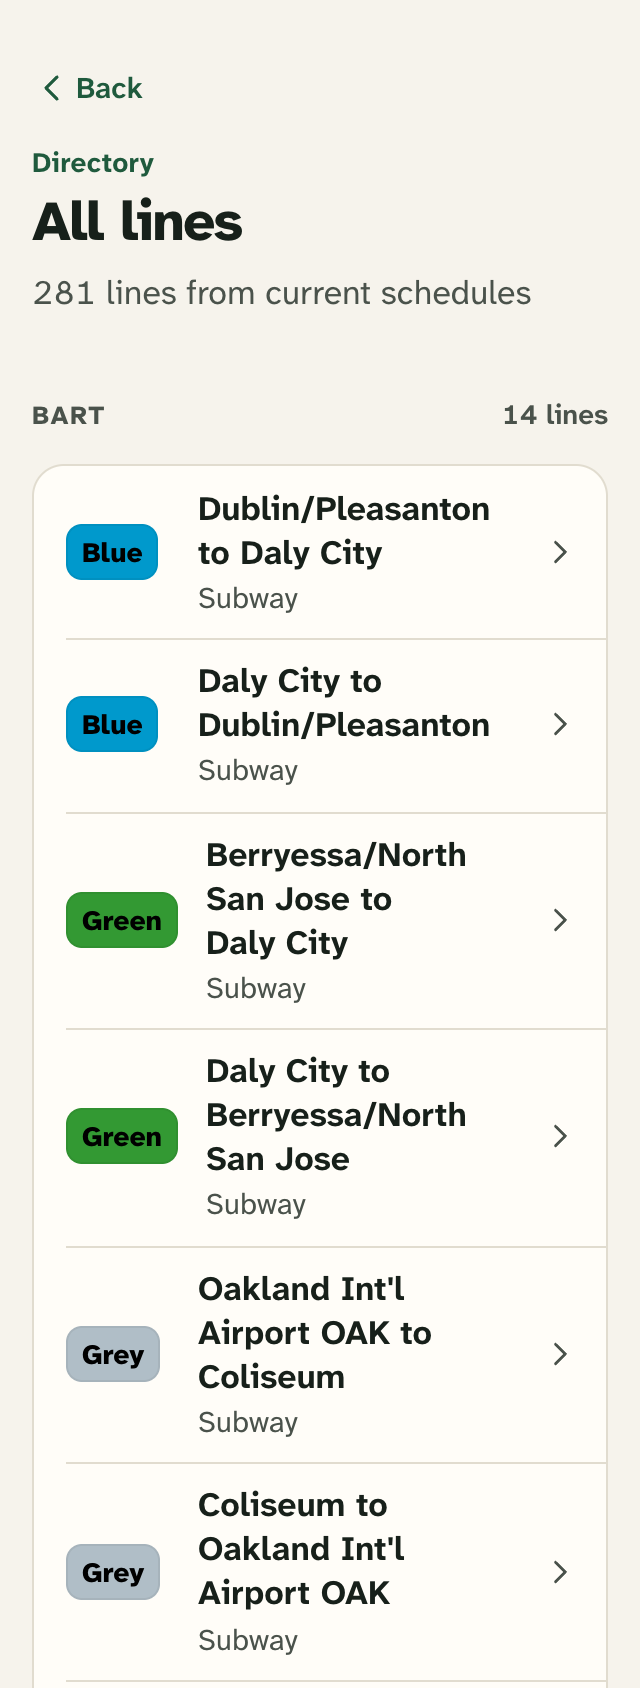 Back
Directory
All lines
281 lines from current schedules
BART
14 lines
Blue
Dublin/Pleasanton
to Daly City
Subway
Blue
Daly City to
Dublin/Pleasanton
Subway
Green
Berryessa/North
San Jose to
Daly City
Subway
Green
Daly City to
Berryessa/North
San Jose
Subway
Grey
Oakland Int'l
Airport OAK to
Coliseum
Subway
Grey
Coliseum to
Oakland Int'l
Airport OAK
Subway